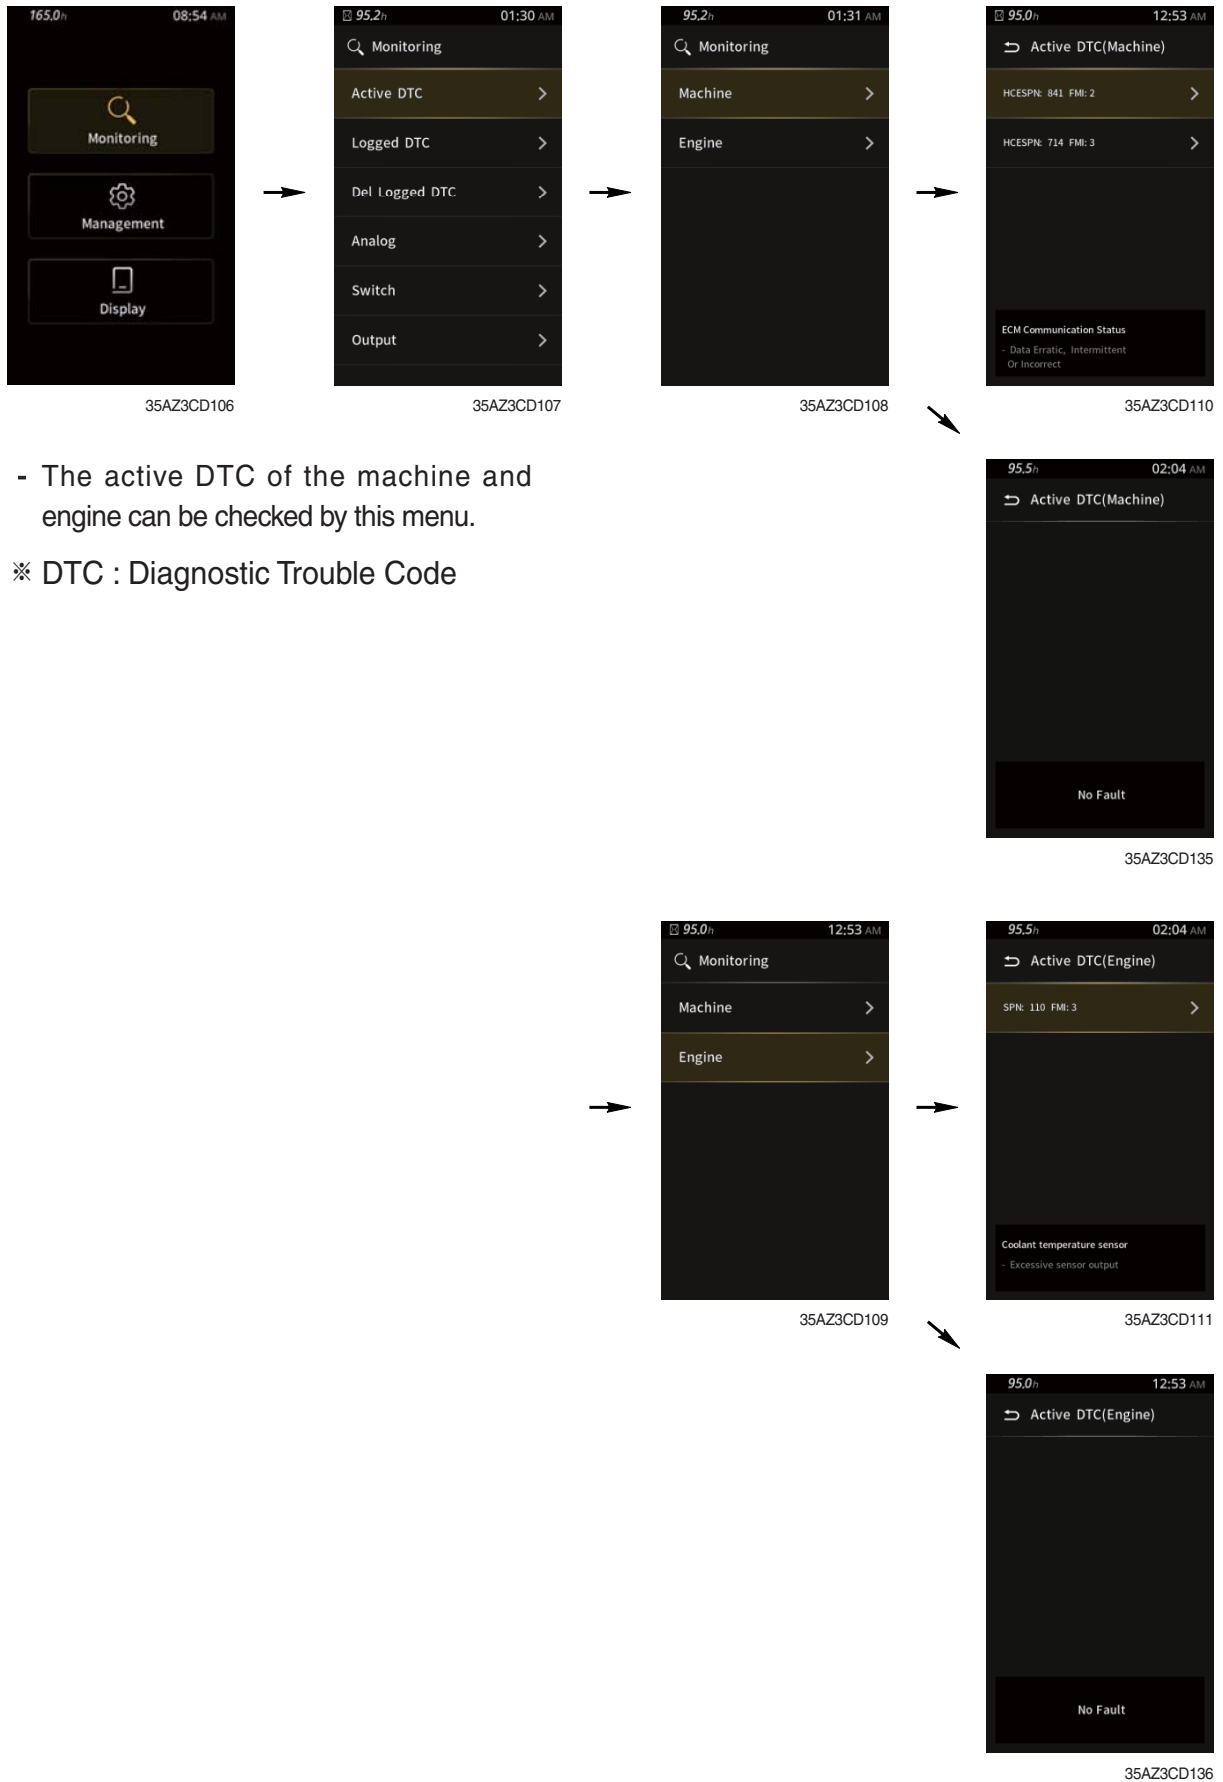 165.0h 08:54 AM
Monitoring
Management
Display
35AZ3CD106
95.2h 01:30 AM
Monitoring
Active DTC
Logged DTC
Del Logged DTC
Analog
Switch
Output
35AZ3CD107
95.2h 01:31 AM
Monitoring
Machine
Engine
35AZ3CD108
95.0h 12:53 AM
Active DTC(Machine)
HCESPN: 841 FMI: 2
HCESPN: 714 FMI: 3
ECM Communication Status
- Data Erratic, Intermittent
Or Incorrect
35AZ3CD110
- The active DTC of the machine and
engine can be checked by this menu.
※ DTC : Diagnostic Trouble Code
95.5h 02:04 AM
Active DTC(Machine)
No Fault
35AZ3CD135
95.0h 12:53 AM
Monitoring
Machine
Engine
35AZ3CD109
95.5h 02:04 AM
Active DTC(Engine)
SPN: 110 FMI: 3
Coolant temperature sensor
- Excessive sensor output
35AZ3CD111
95.0h 12:53 AM
Active DTC(Engine)
No Fault
35AZ3CD136